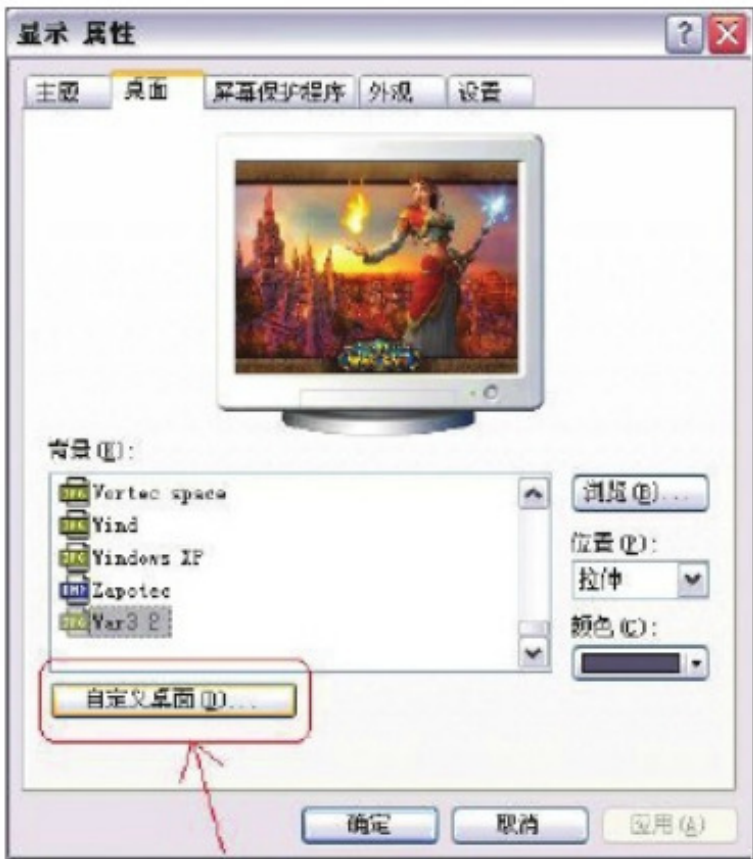 显示 属性
主题 桌面 屏幕保护程序 外观 设置
背景(K):
Vortec space
Wind
Windows XP
Zapotec
War3 2
浏览(B)...
位置(P):
拉伸
颜色(C):
自定义桌面(D)...
确定 取消 应用(A)